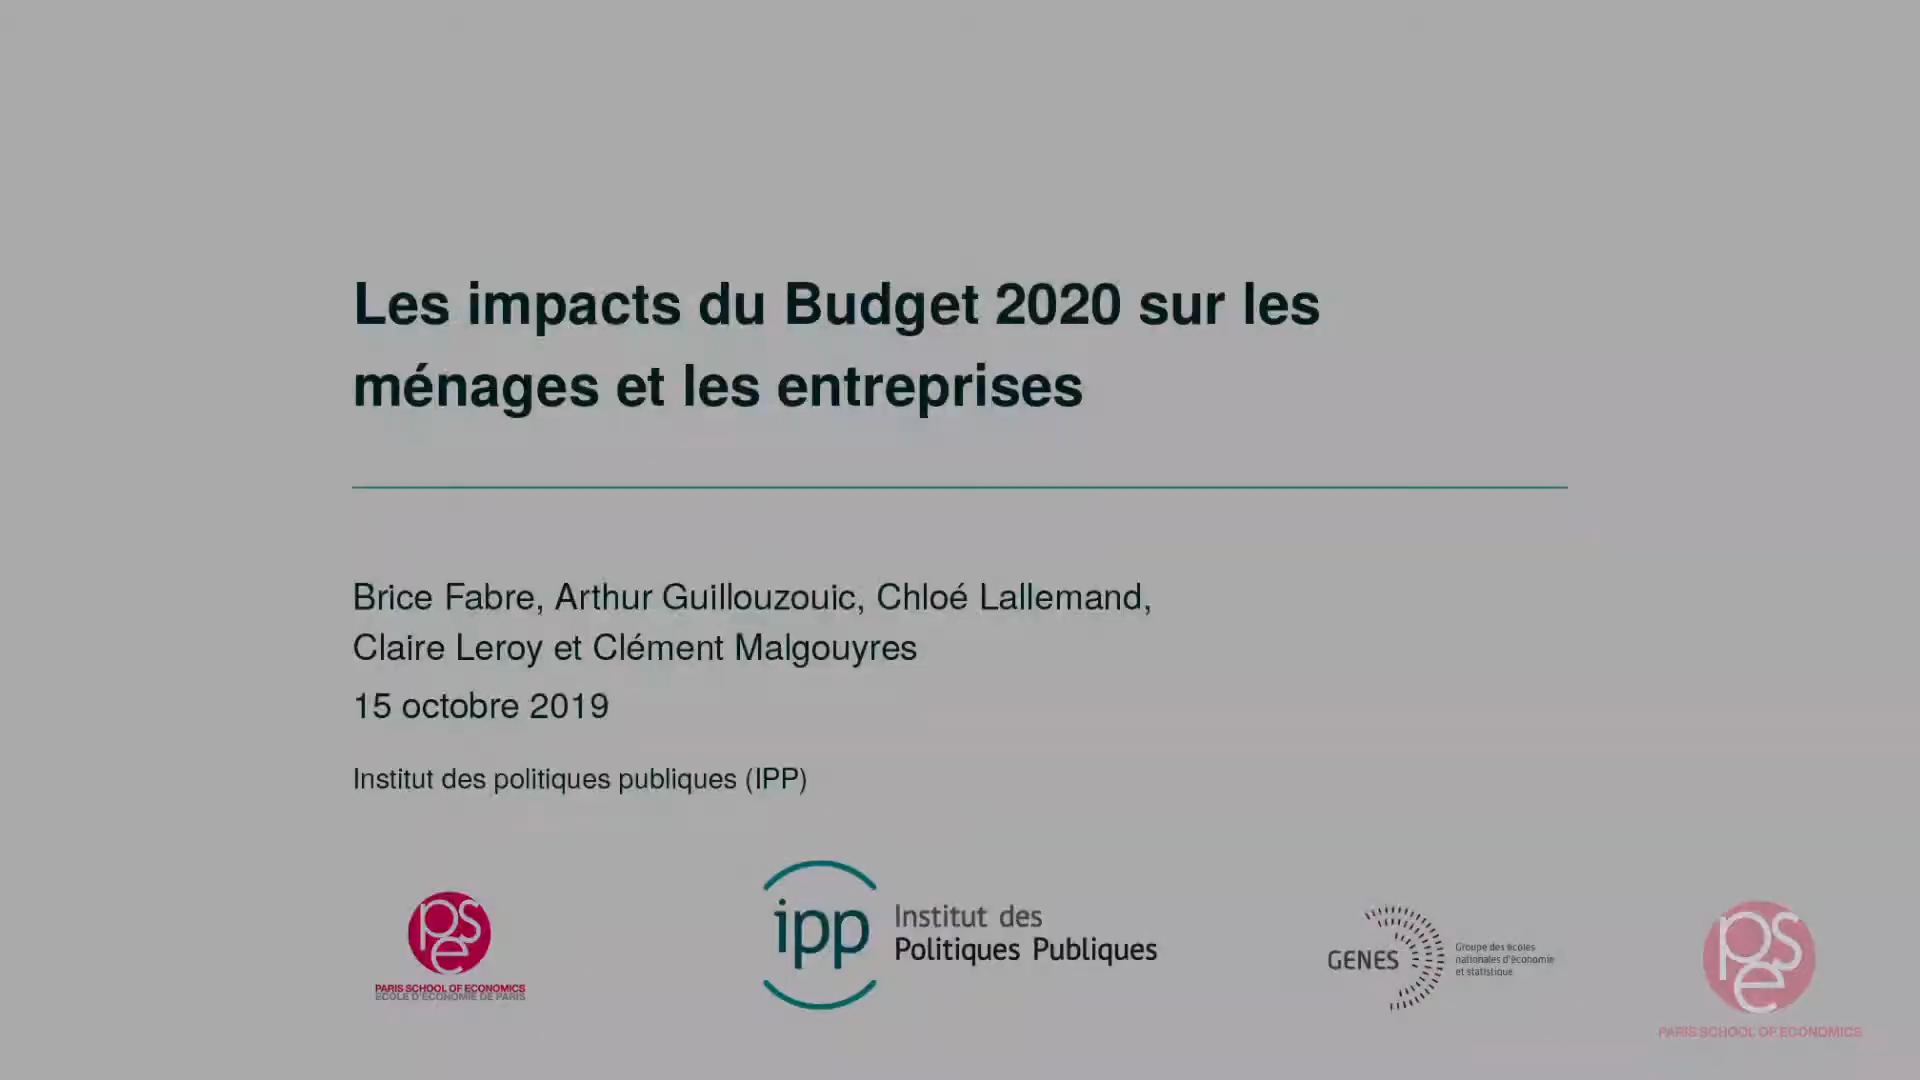 Les impacts du Budget 2020 sur les
ménages et les entreprises
Brice Fabre, Arthur Guillouzouic, Chloé Lallemand,
Claire Leroy et Clément Malgouyres
15 octobre 2019
Institut des politiques publiques (IPP)
pse
PARIS SCHOOL OF ECONOMICS
ECOLE D'ECONOMIE DE PARIS
ipp
Institut des
Politiques Publiques
GENES
Groupe des écoles
nationales d'économie
et statistique
pse
PARIS SCHOOL OF ECONOMICS